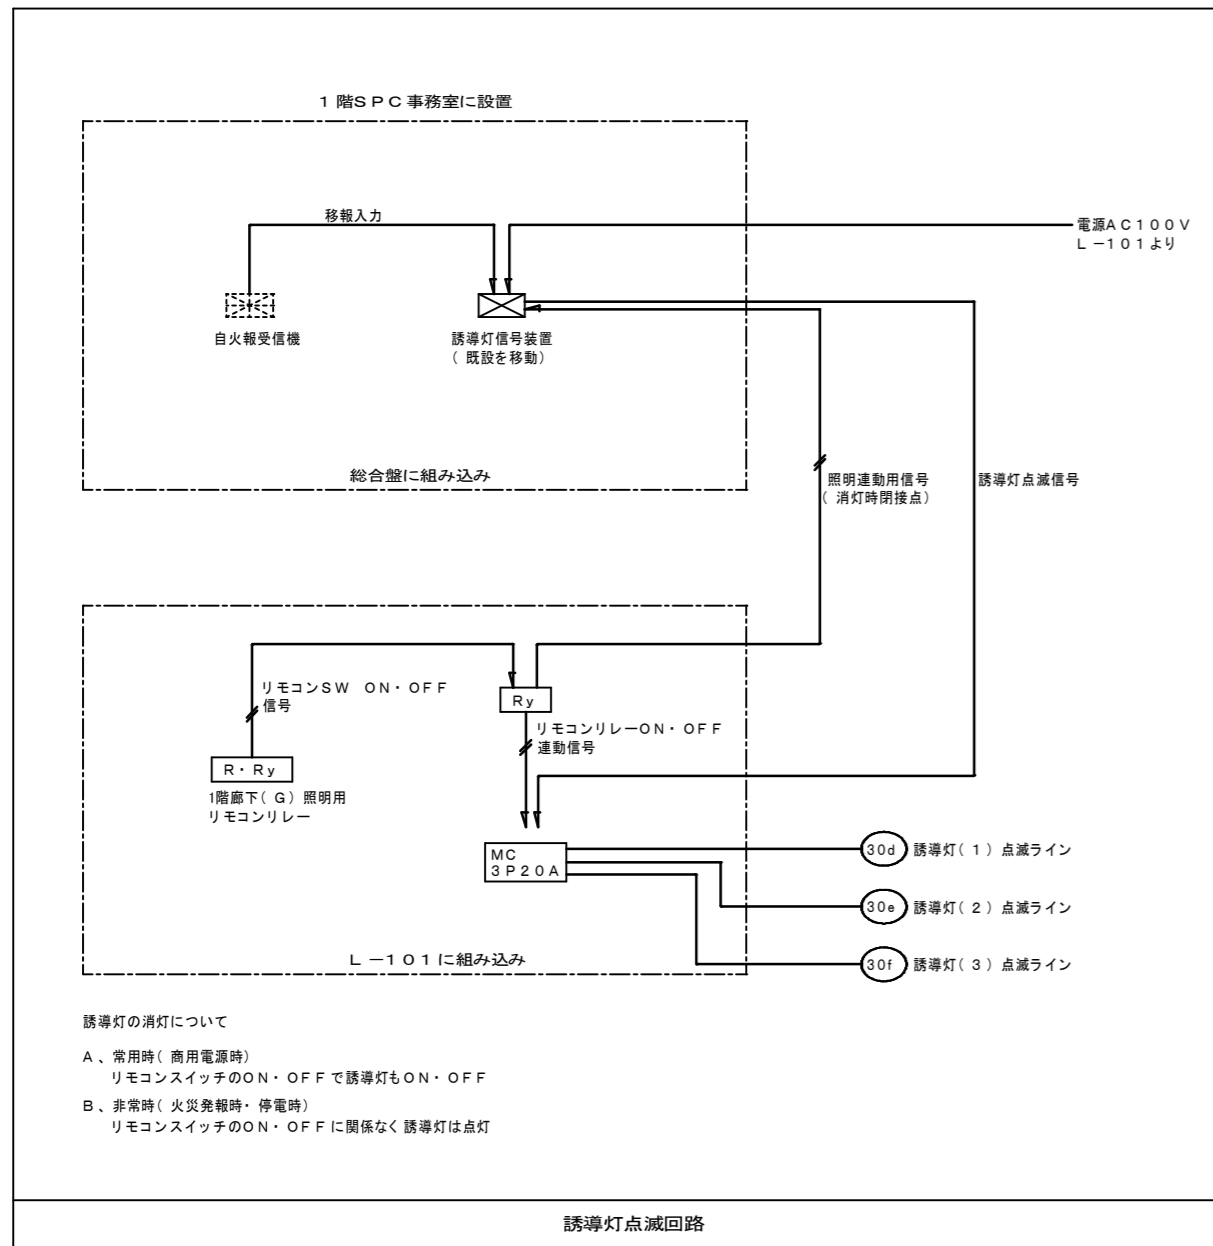 1階SPC事務室に設置
移報入力
電源AC100V
L-101より
自火報受信機
誘導灯信号装置
(既設を移動)
総合盤に組み込み
照明連動用信号
(消灯時閉接点)
誘導灯点滅信号
リモコンSW ON・OFF
信号
Ry
リモコンリレーON・OFF
連動信号
R・Ry
1階廊下(G)照明用
リモコンリレー
MC
3P20A
30d 誘導灯(1)点滅ライン
30e 誘導灯(2)点滅ライン
30f 誘導灯(3)点滅ライン
L-101に組み込み
誘導灯の消灯について
A、常用時(商用電源時)
リモコンスイッチのON・OFFで誘導灯もON・OFF
B、非常時(火災発報時・停電時)
リモコンスイッチのON・OFFに関係なく誘導灯は点灯
誘導灯点滅回路